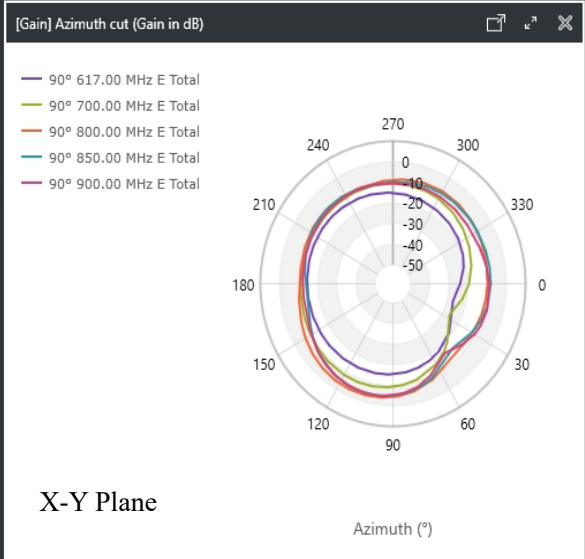 [Gain] Azimuth cut (Gain in dB)
90° 617.00 MHz E Total
90° 700.00 MHz E Total
90° 800.00 MHz E Total
90° 850.00 MHz E Total
90° 900.00 MHz E Total
270
240
300
0
-10
210
-20
330
-30
-40
-50
180
0
150
30
120
60
90
X-Y Plane
Azimuth (°)